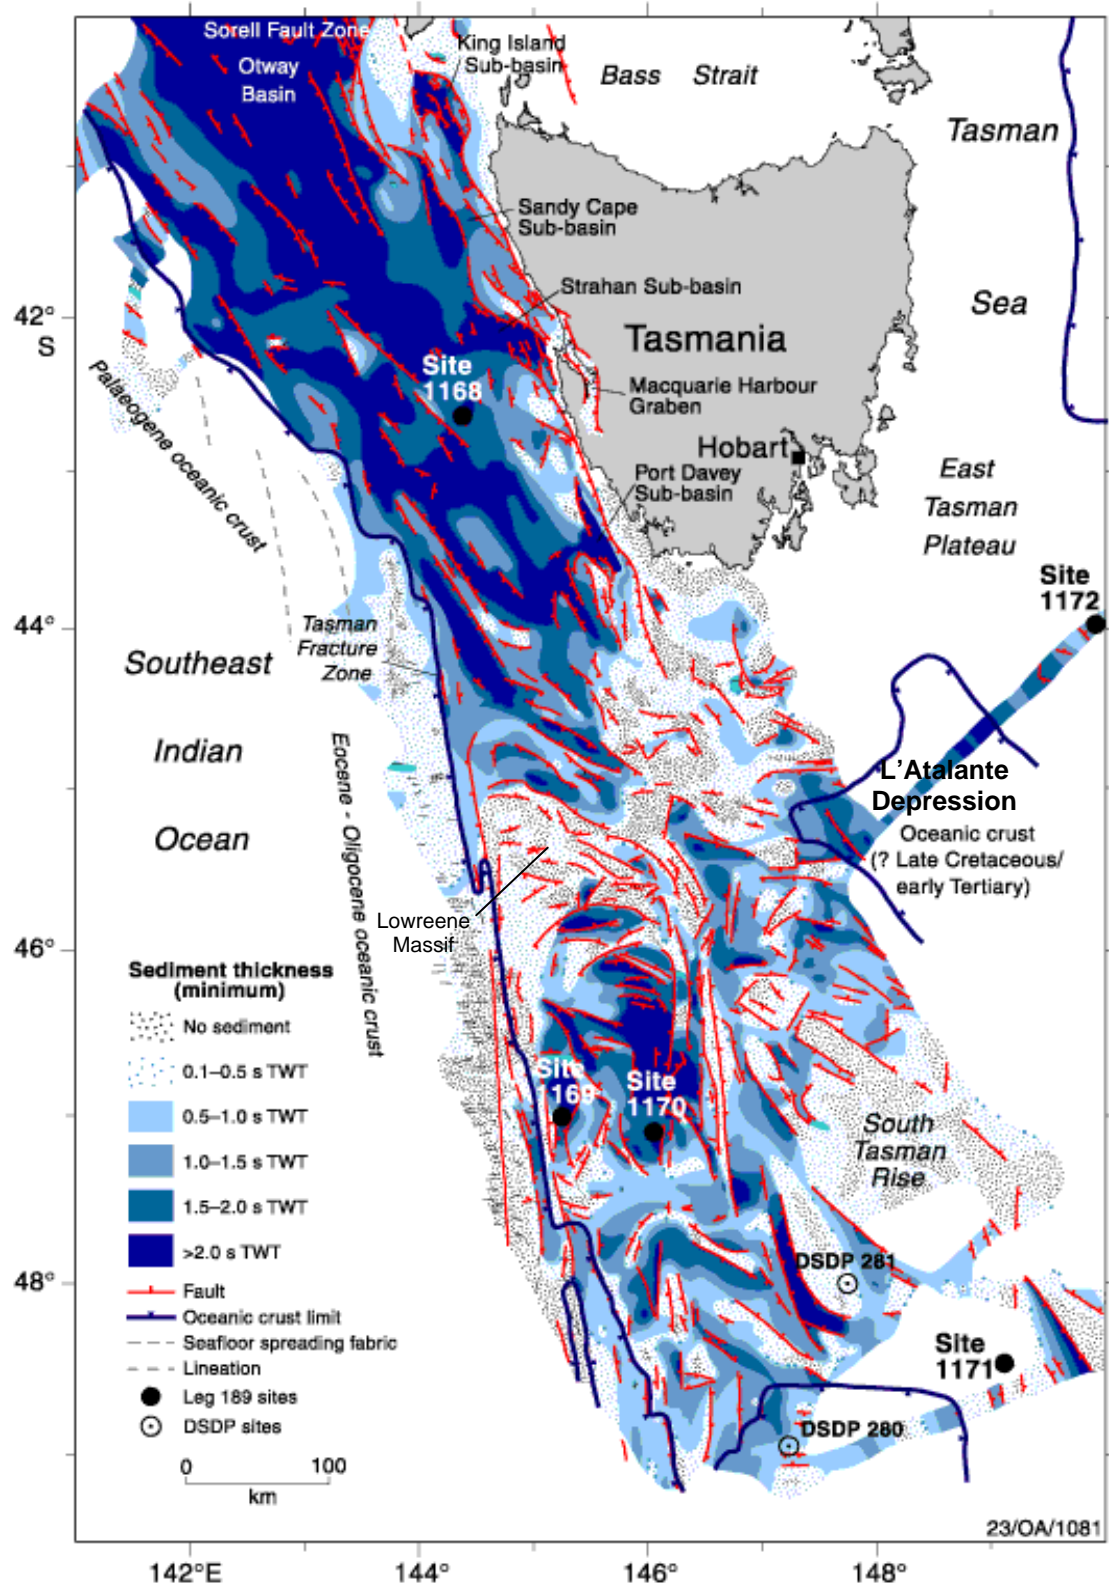 Sorell Fault Zone
Otway
Basin
King Island
Sub-basin
Bass Strait
Tasman
Sea
Sandy Cape
Sub-basin
Strahan Sub-basin
Tasmania
Macquarie Harbour
Graben
Hobart
Port Davey
Sub-basin
Site
1168
42°
S
Palaeogene oceanic crust
East
Tasman
Plateau
Site
1172
44°
Tasman
Fracture
Zone
Southeast
Indian
Ocean
Eocene - Oligocene oceanic crust
L'Atalante
Depression
Oceanic crust
(? Late Cretaceous/
early Tertiary)
Lowreene
Massif
46°
Site
1169
Site
1170
South
Tasman
Rise
DSDP 281
Site
1171
DSDP 280
48°
Sediment thickness
(minimum)
No sediment
0.1–0.5 s TWT
0.5–1.0 s TWT
1.0–1.5 s TWT
1.5–2.0 s TWT
>2.0 s TWT
Fault
Oceanic crust limit
Seafloor spreading fabric
Lineation
Leg 189 sites
DSDP sites
0 100
km
23/OA/1081
142°E 144° 146° 148°